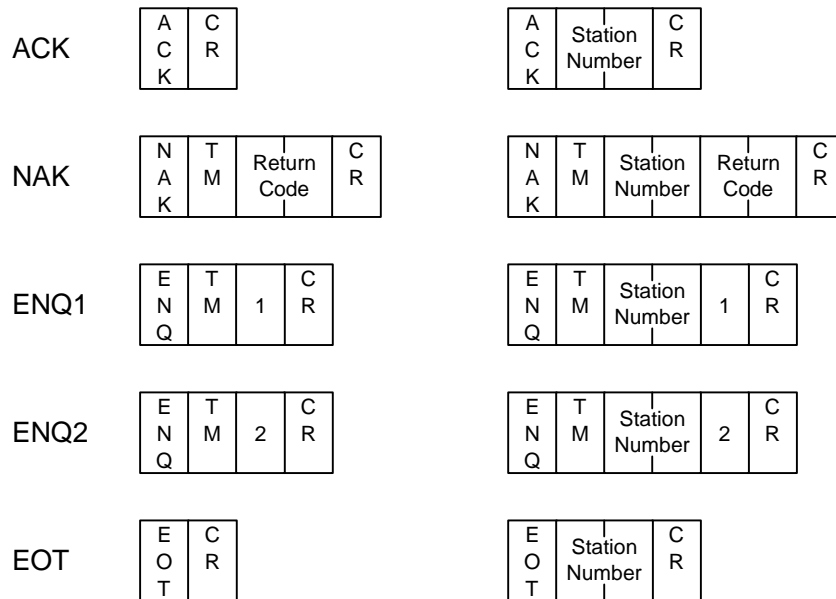 ACK
A
C
K
C
R
A
C
K
Station
Number
C
R
NAK
N
A
K
T
M
Return
Code
C
R
N
A
K
T
M
Station
Number
Return
Code
C
R
ENQ1
E
N
Q
T
M
1
C
R
E
N
Q
T
M
Station
Number
1
C
R
ENQ2
E
N
Q
T
M
2
C
R
E
N
Q
T
M
Station
Number
2
C
R
EOT
E
O
T
C
R
E
O
T
Station
Number
C
R